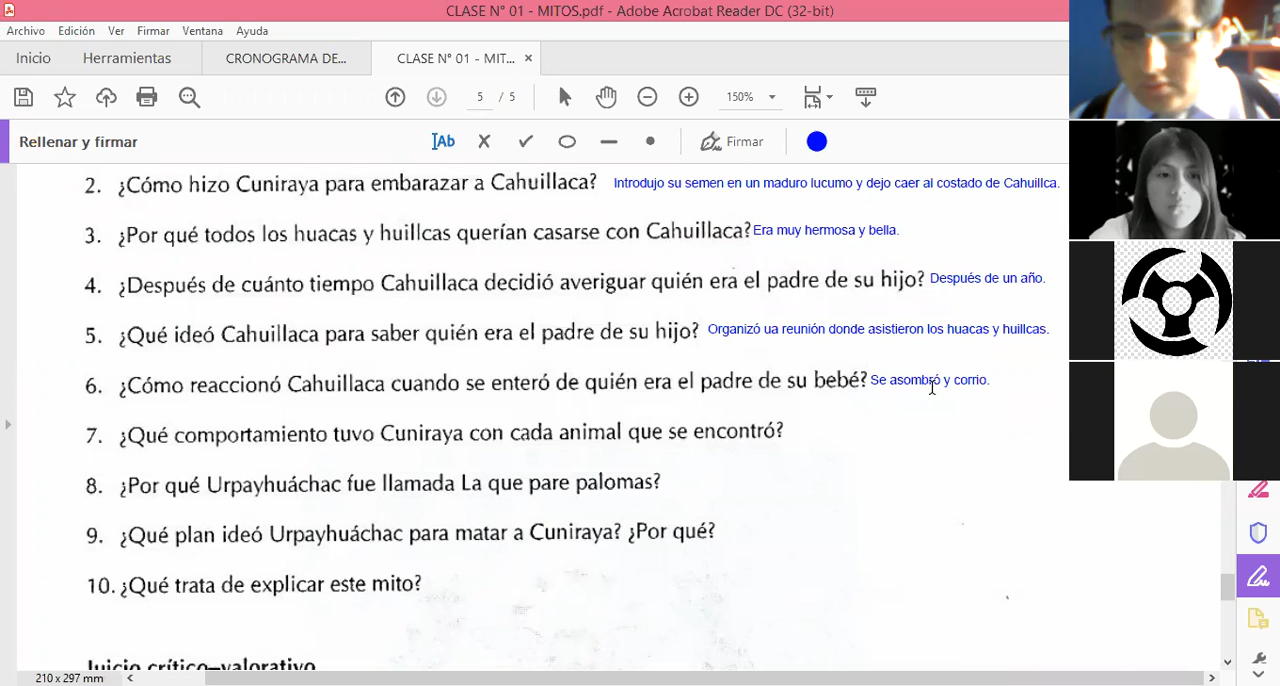 CLASE N° 01 - MITOS.pdf - Adobe Acrobat Reader DC (32-bit)
Archivo Edición Ver Firmar Ventana Ayuda
Inicio Herramientas CRONOGRAMA DE... CLASE N° 01 - MIT... ×
5 / 5 150%
Rellenar y firmar Ab Firmar
2. ¿Cómo hizo Cuniraya para embarazar a Cahuillaca? Introdujo su semen en un maduro lucumo y dejo caer al costado de Cahuillca.
3. ¿Por qué todos los huacas y huillcas querían casarse con Cahuillaca? Era muy hermosa y bella.
4. ¿Después de cuánto tiempo Cahuillaca decidió averiguar quién era el padre de su hijo? Después de un año.
5. ¿Qué ideó Cahuillaca para saber quién era el padre de su hijo? Organizó ua reunión donde asistieron los huacas y huillcas.
6. ¿Cómo reaccionó Cahuillaca cuando se enteró de quién era el padre de su bebé? Se asombró y corrio.
7. ¿Qué comportamiento tuvo Cuniraya con cada animal que se encontró?
8. ¿Por qué Urpayhuáchac fue llamada La que pare palomas?
9. ¿Qué plan ideó Urpayhuáchac para matar a Cuniraya? ¿Por qué?
10. ¿Qué trata de explicar este mito?
Juicio crítico–valorativo
210 x 297 mm